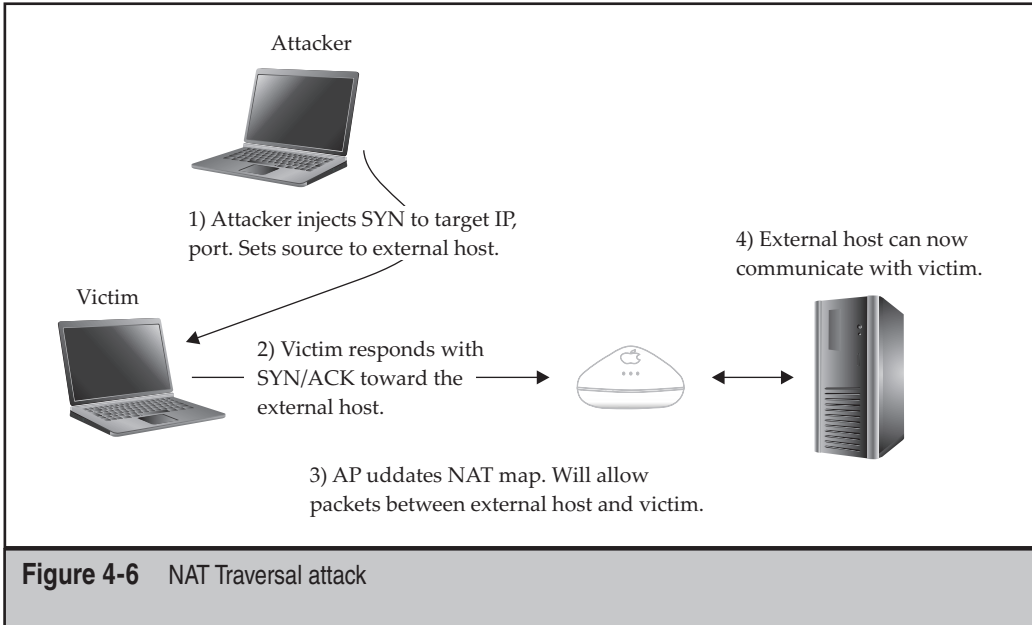 Attacker
1) Attacker injects SYN to target IP,
port. Sets source to external host.
4) External host can now
communicate with victim.
Victim
2) Victim responds with
SYN/ACK toward the
external host.
3) AP uddates NAT map. Will allow
packets between external host and victim.
Figure 4-6 NAT Traversal attack